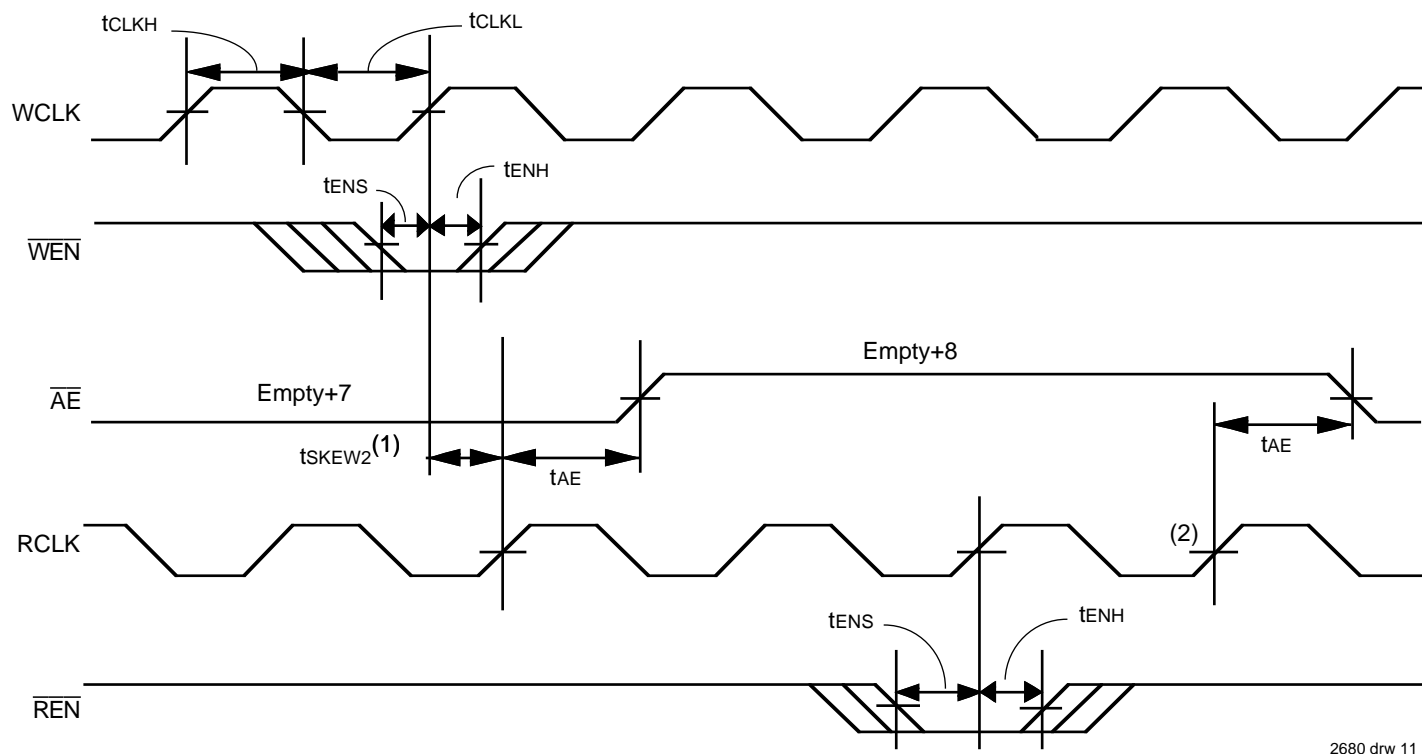 tCLKH
tCLKL
WCLK
tENS
tENH
WEN
Empty+8
AE
Empty+7
tSKEW2(1)
tAE
tAE
RCLK
(2)
tENS
tENH
REN
2680 drw 11